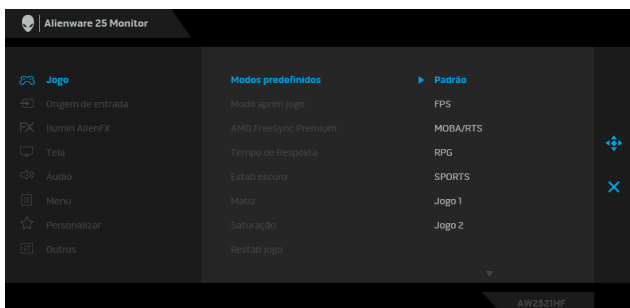 Alienware 25 Monitor
Jogo
Modos predefinidos
Padrão
Origem de entrada
Modo aprim jogo
FPS
FX
Ilumin AlienFX
AMD FreeSync Premium
MOBA/RTS
Tela
Tempo de Resposta
RPG
Áudio
Estab escuro
SPORTS
Menu
Matiz
Jogo 1
Personalizar
Saturação
Jogo 2
Outros
Restab jogo
AW2521HF